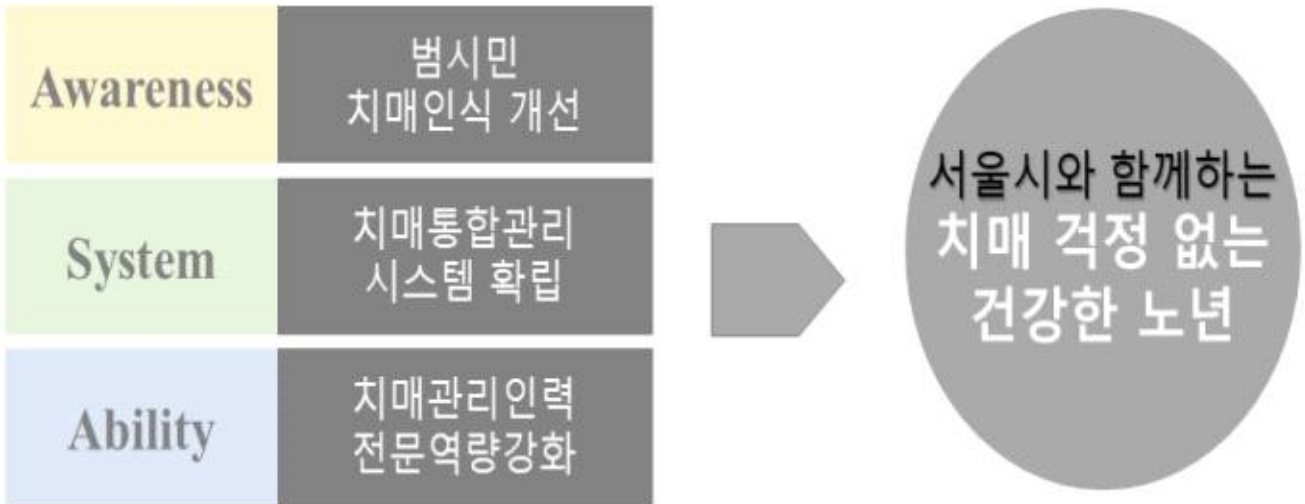 Awareness
범시민
치매인식 개선
System
치매통합관리
시스템 확립
Ability
치매관리인력
전문역량강화
서울시와 함께하는
치매 걱정 없는
건강한 노년